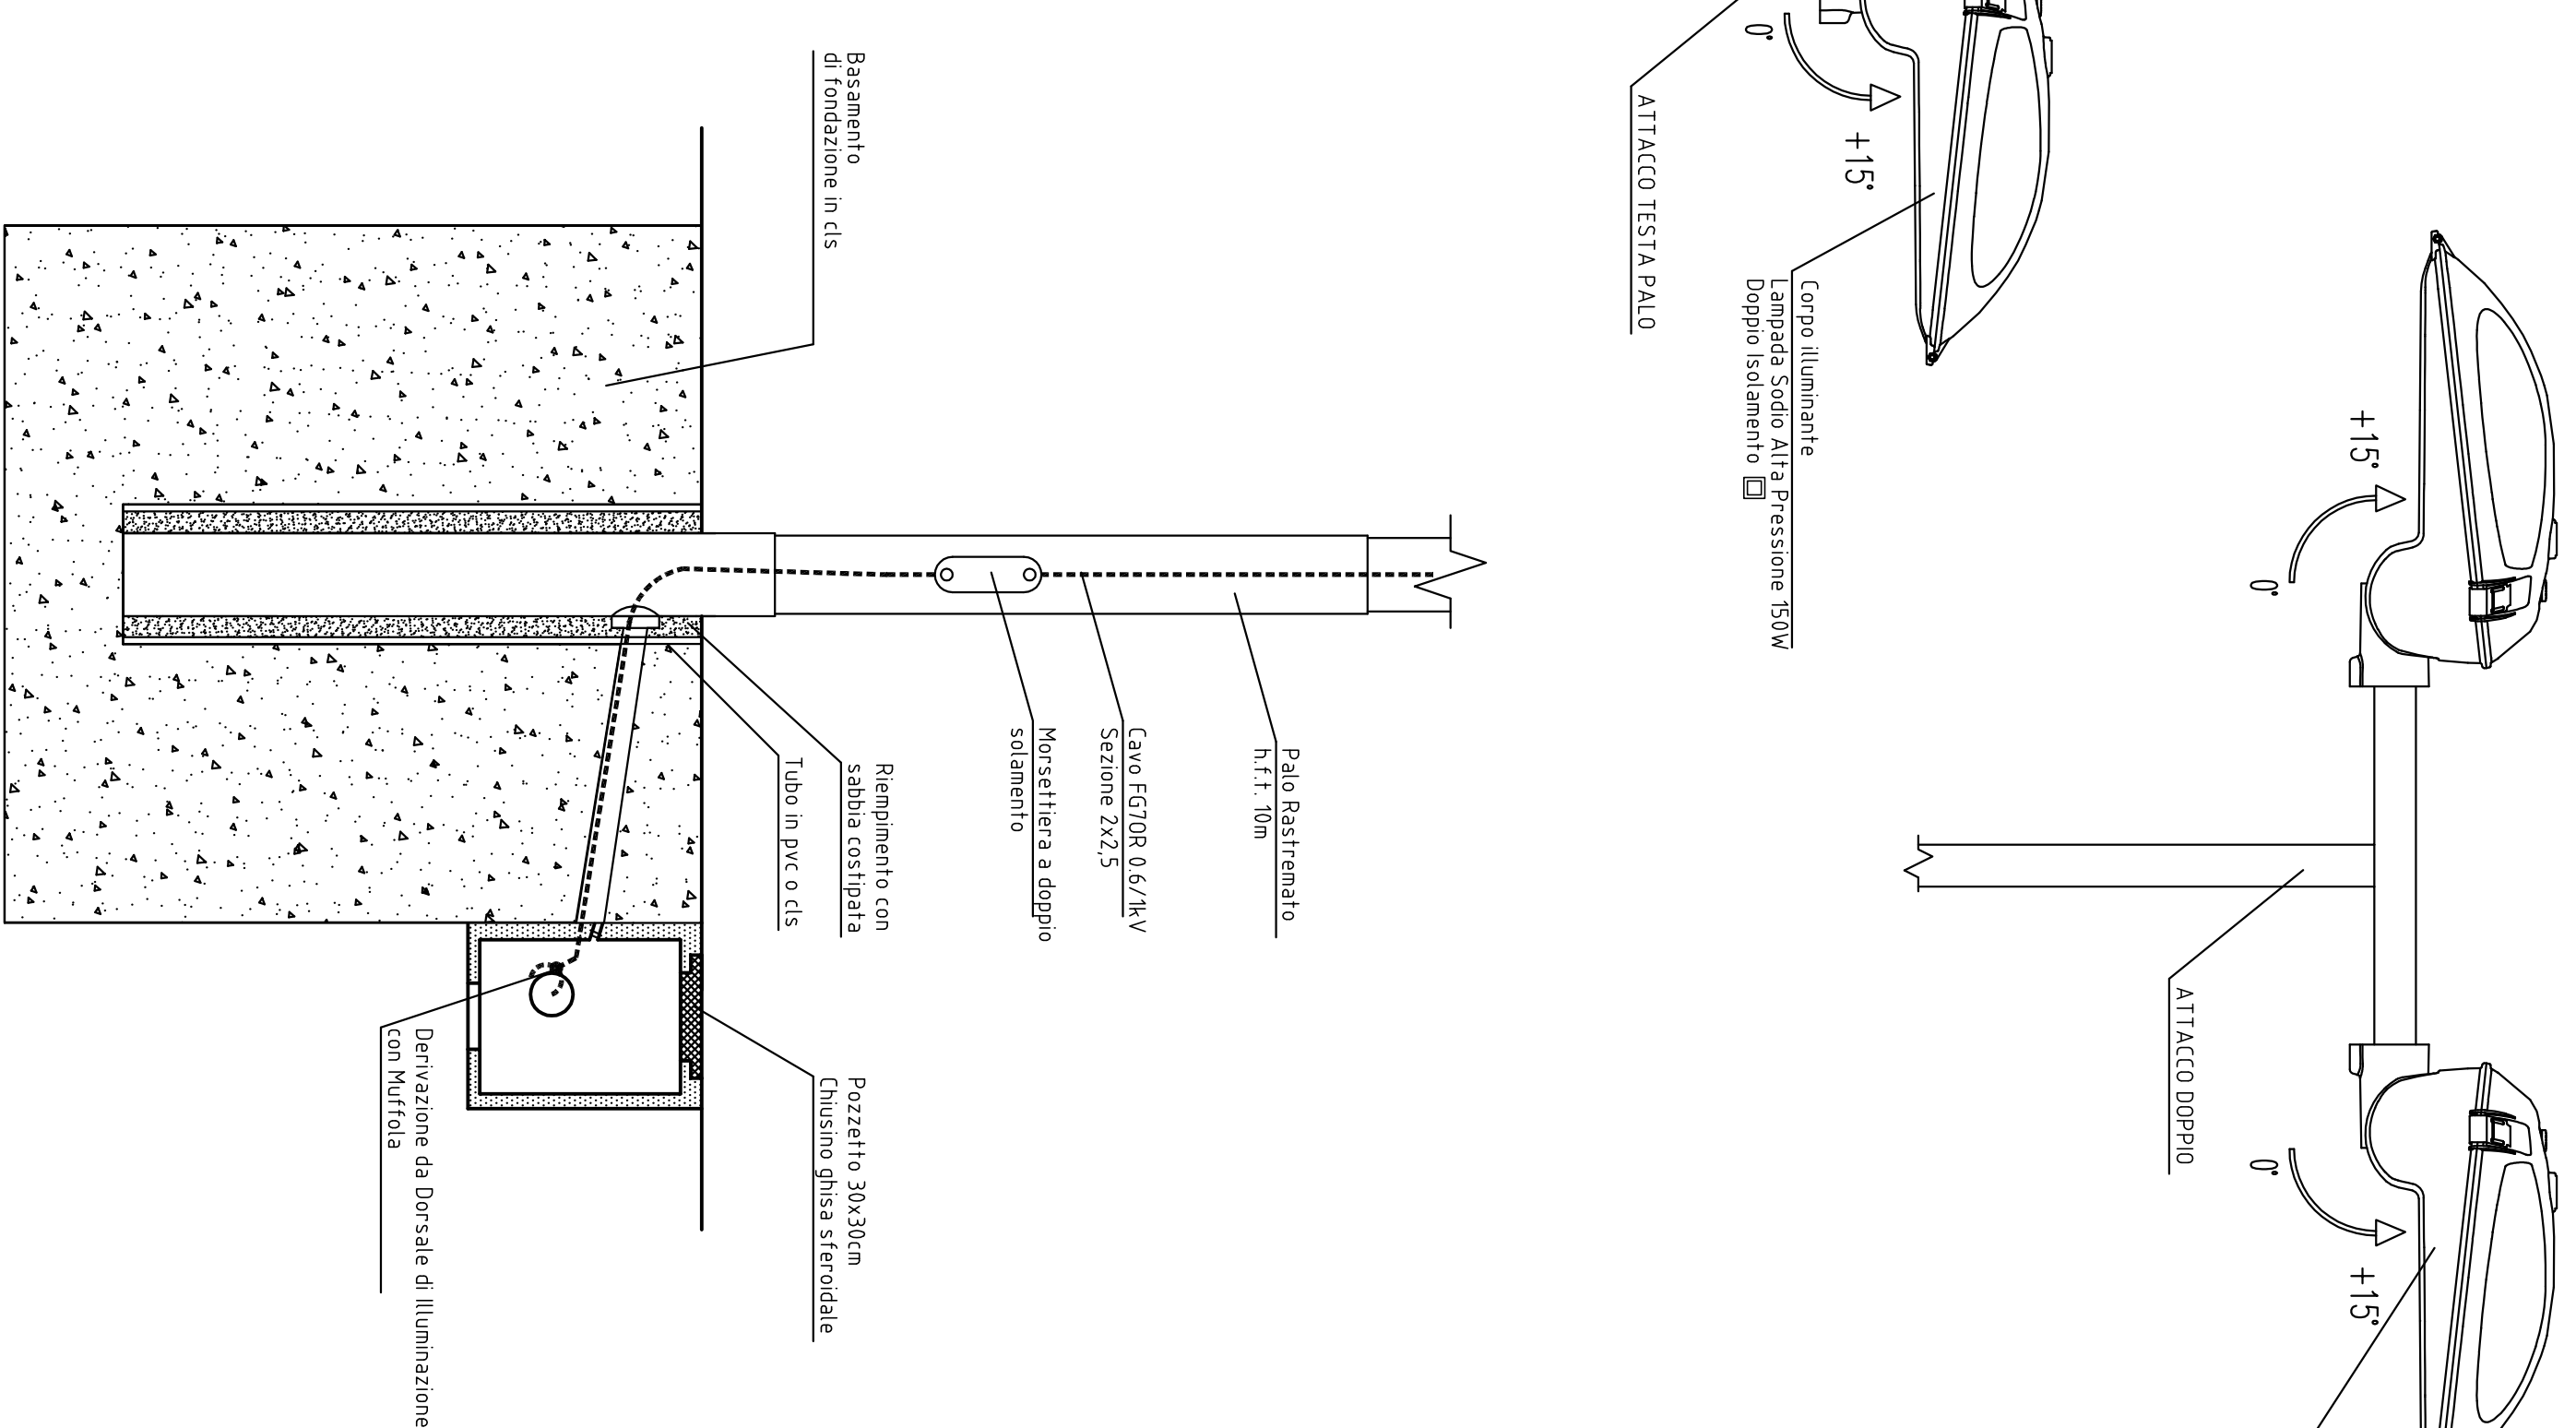 ATTACCO DOPPIO
+15°
0°
0°
+15°
0°
+15°
Corpo illuminante
Lampada Sodio Alta Pressione 150W
Doppio Isolamento
ATTACCO TESTA PALO
Palo Rastremato
h.f.t. 10m
Cavo FG7OR 0.6/1kV
Sezione 2x2,5
Morsettiera a doppio
solamento
Riempimento con
sabbia costipata
Tubo in pvc o cls
Basamento
di fondazione in cls
Pozzetto 30x30cm
Chiusino ghisa sferoidale
Derivazione da Dorsale di Illuminazione
con Muffola